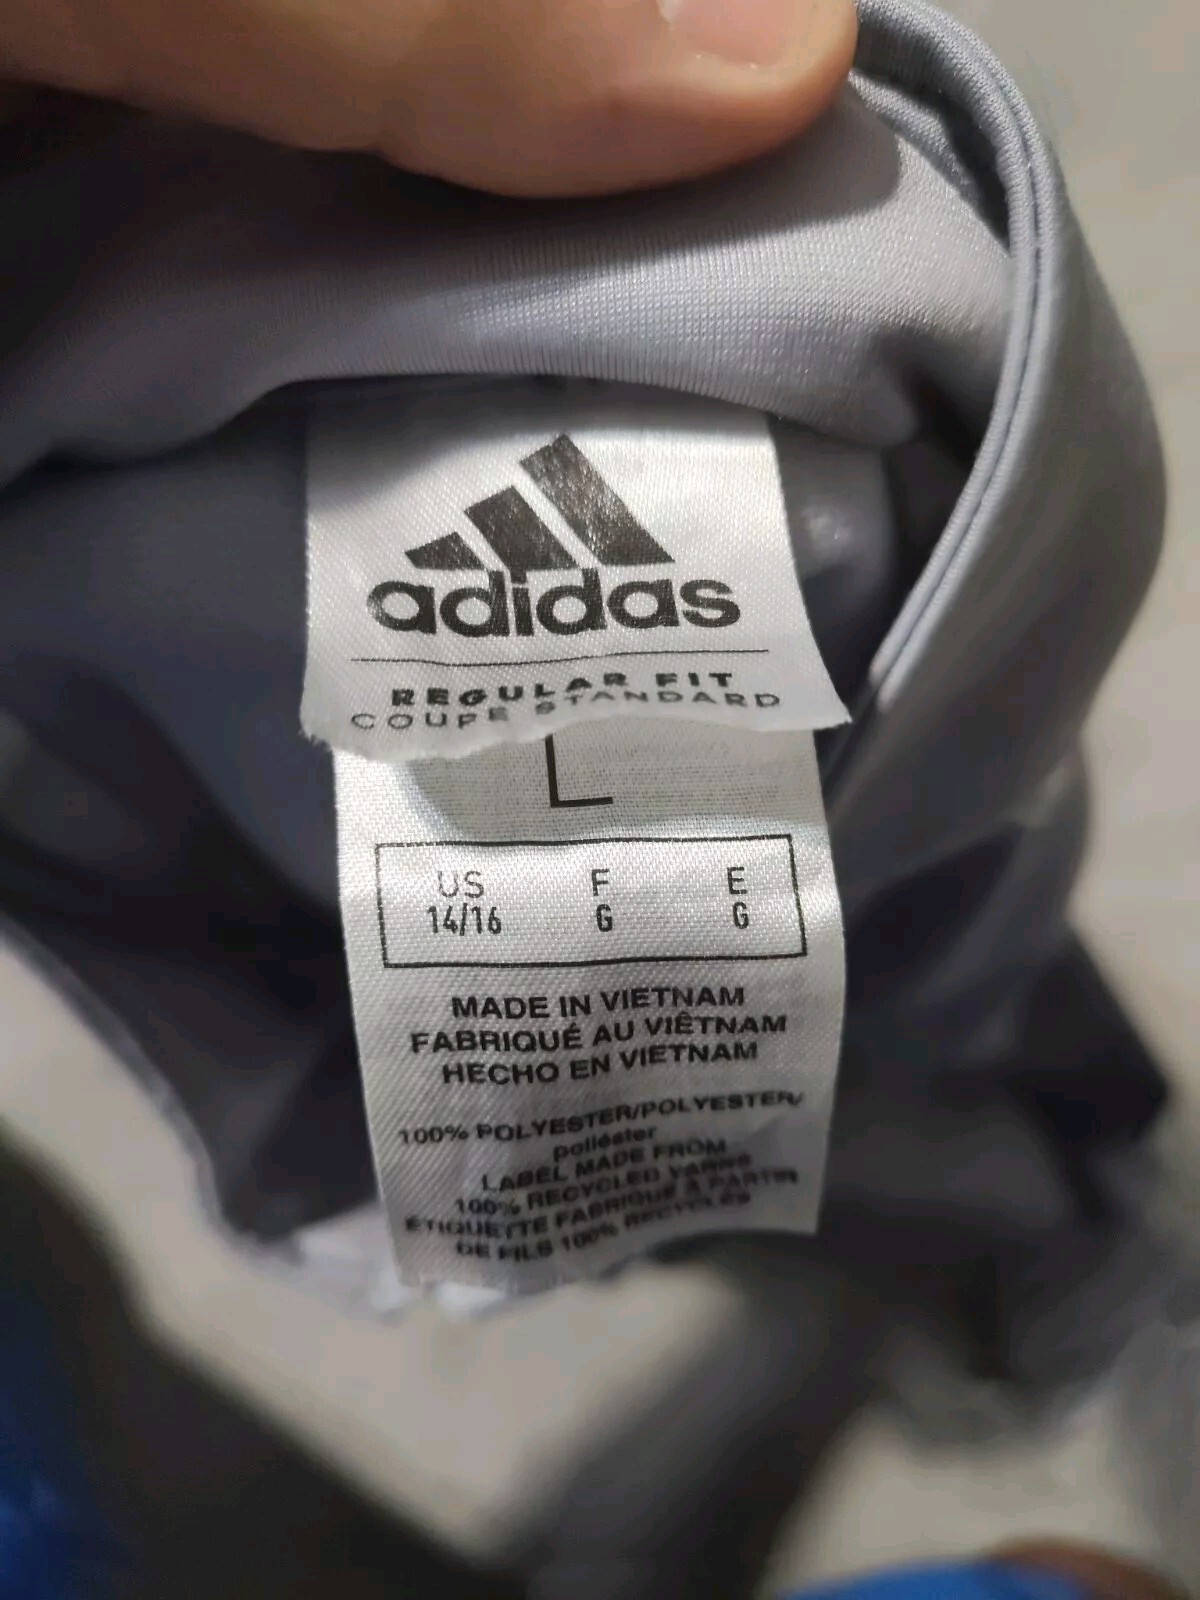 adidas
REGULAR FIT
COUPE STANDARD
L
US F E
14/16 G G
MADE IN VIETNAM
FABRIQUÉ AU VIÊTNAM
HECHO EN VIETNAM
100% POLYESTER/POLYESTER/
poliéster
LABEL MADE FROM
100% RECYCLED YARNS
ÉTIQUETTE FABRIQUÉ À PARTIR
DE FILS 100% RECYCLÉS